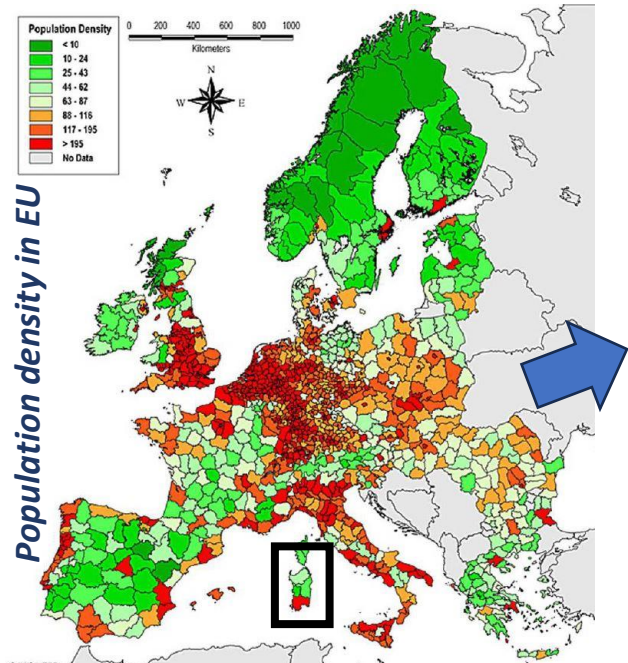 Population Density
< 10
10 - 24
25 - 43
44 - 62
63 - 87
88 - 116
117 - 195
> 195
No Data
0 200 400 600 800 1000
Kilometers
N
W E
S
Population density in EU